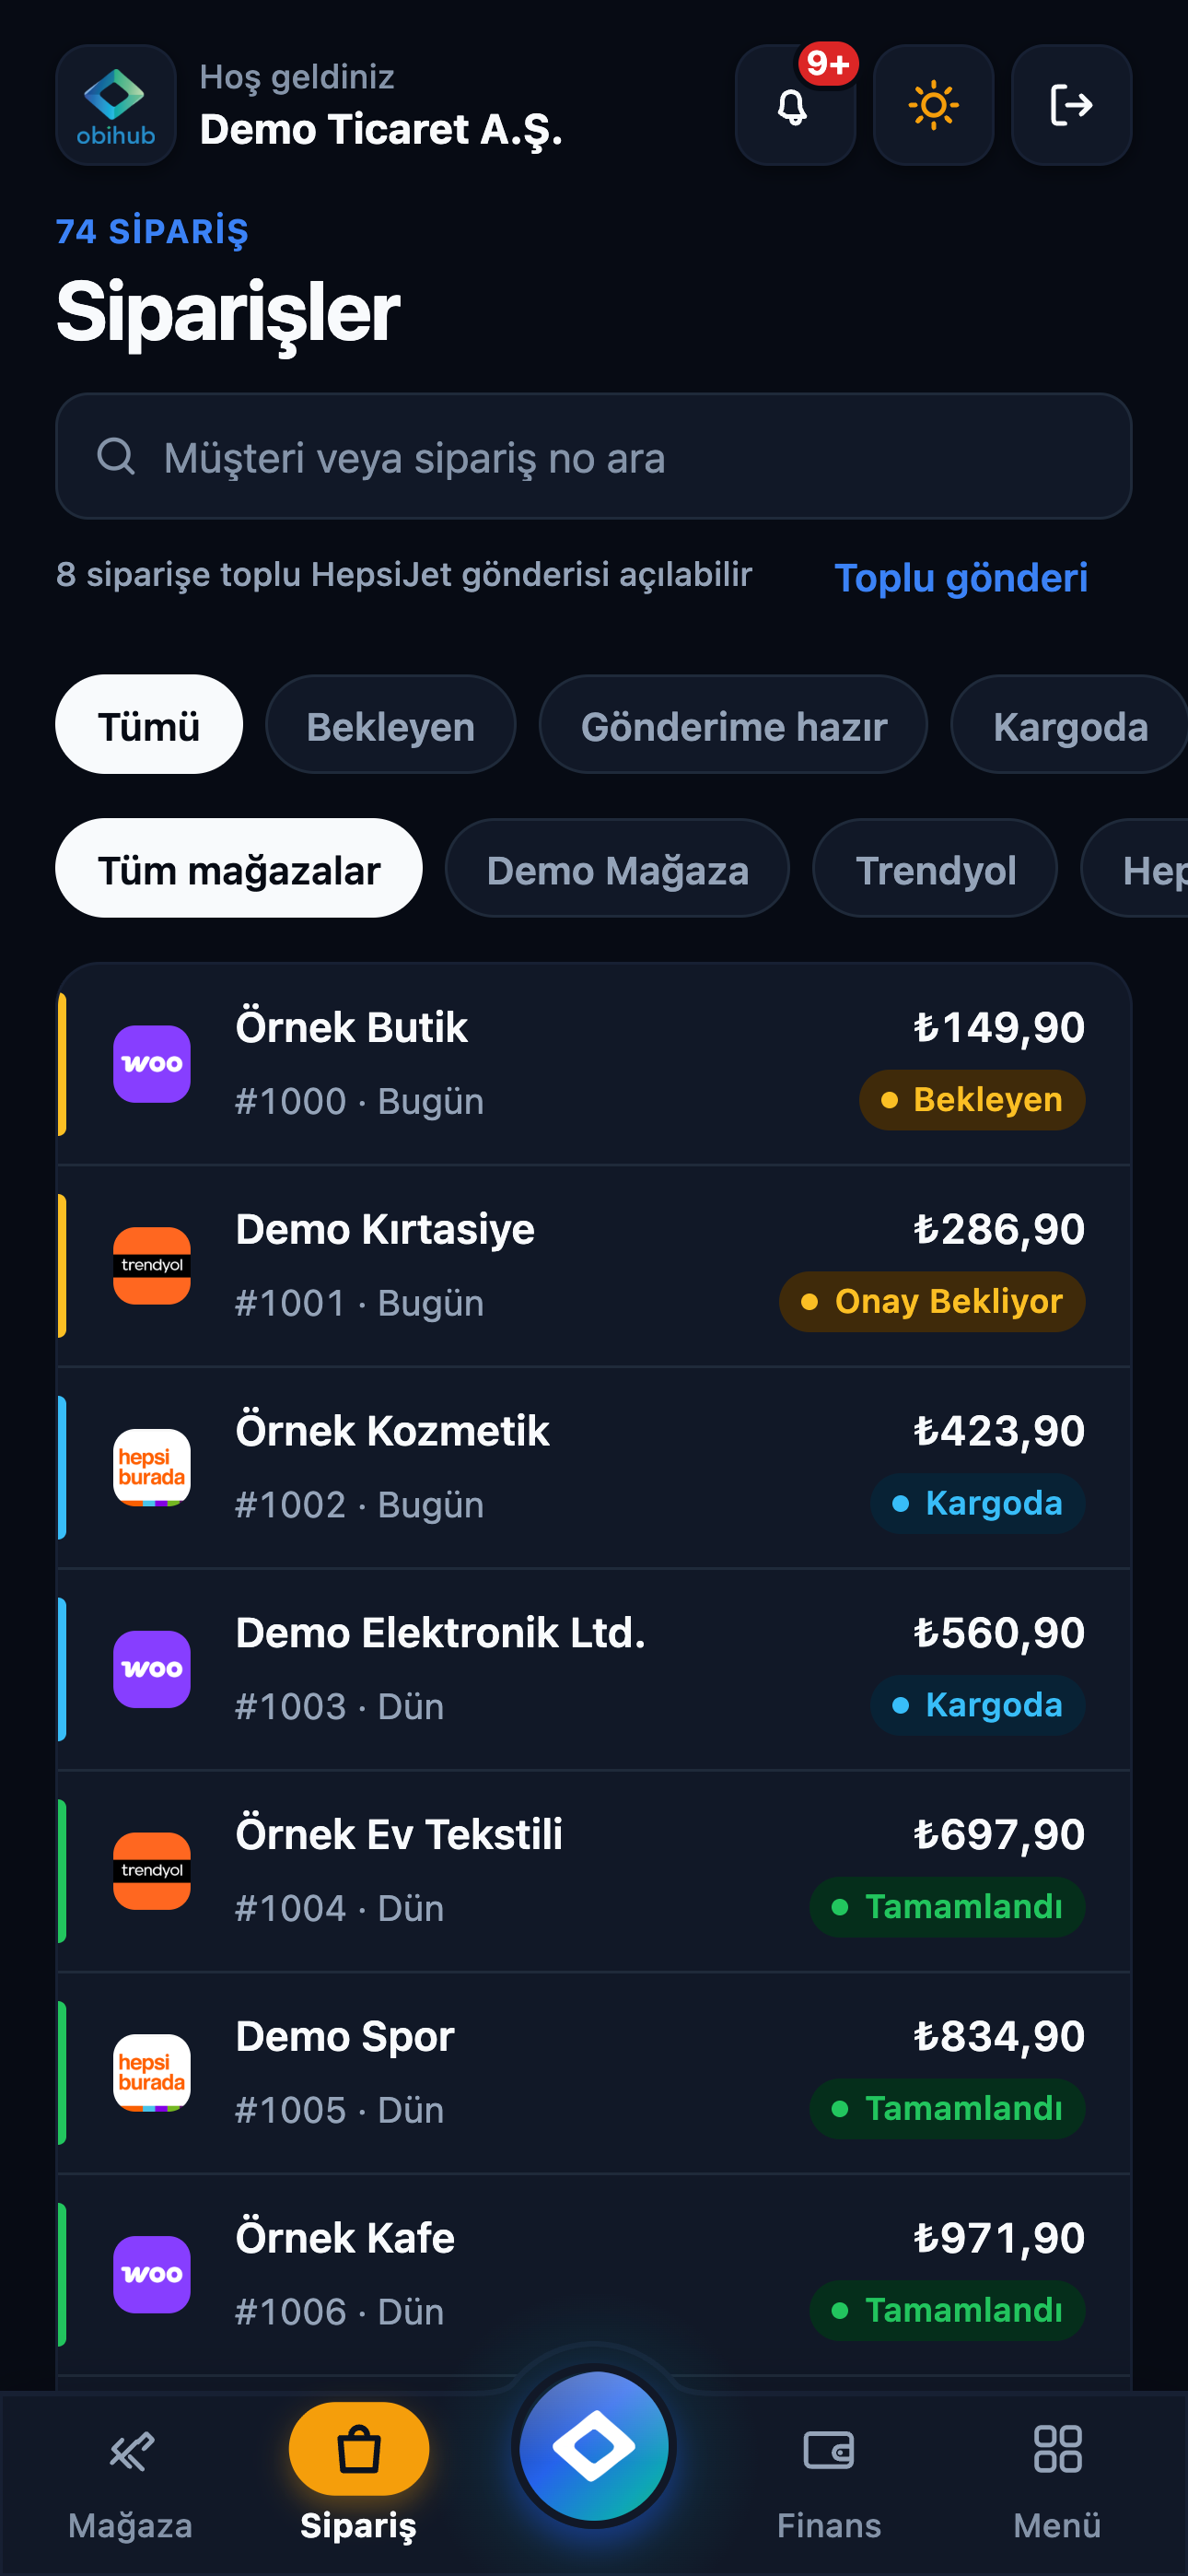 obihub
Hoş geldiniz
Demo Ticaret A.Ş.
9+
74 SİPARİŞ
Siparişler
Müşteri veya sipariş no ara
8 siparişe toplu HepsiJet gönderisi açılabilir
Toplu gönderi
Tümü
Bekleyen
Gönderime hazır
Kargoda
Tüm mağazalar
Demo Mağaza
Trendyol
Hep
woo
Örnek Butik
₺149,90
#1000 · Bugün
Bekleyen
trendyol
Demo Kırtasiye
₺286,90
#1001 · Bugün
Onay Bekliyor
hepsi
burada
Örnek Kozmetik
₺423,90
#1002 · Bugün
Kargoda
woo
Demo Elektronik Ltd.
₺560,90
#1003 · Dün
Kargoda
trendyol
Örnek Ev Tekstili
₺697,90
#1004 · Dün
Tamamlandı
hepsi
burada
Demo Spor
₺834,90
#1005 · Dün
Tamamlandı
woo
Örnek Kafe
₺971,90
#1006 · Dün
Tamamlandı
Mağaza
Sipariş
Finans
Menü